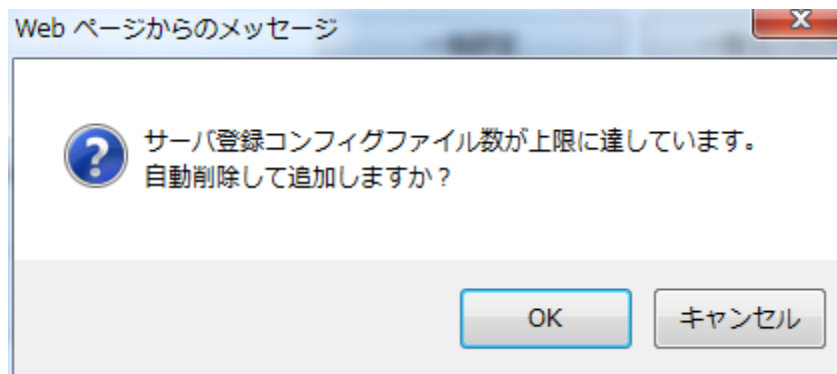 Web ページからのメッセージ
サーバ登録コンフィグファイル数が上限に達しています。
自動削除して追加しますか？
OK
キャンセル